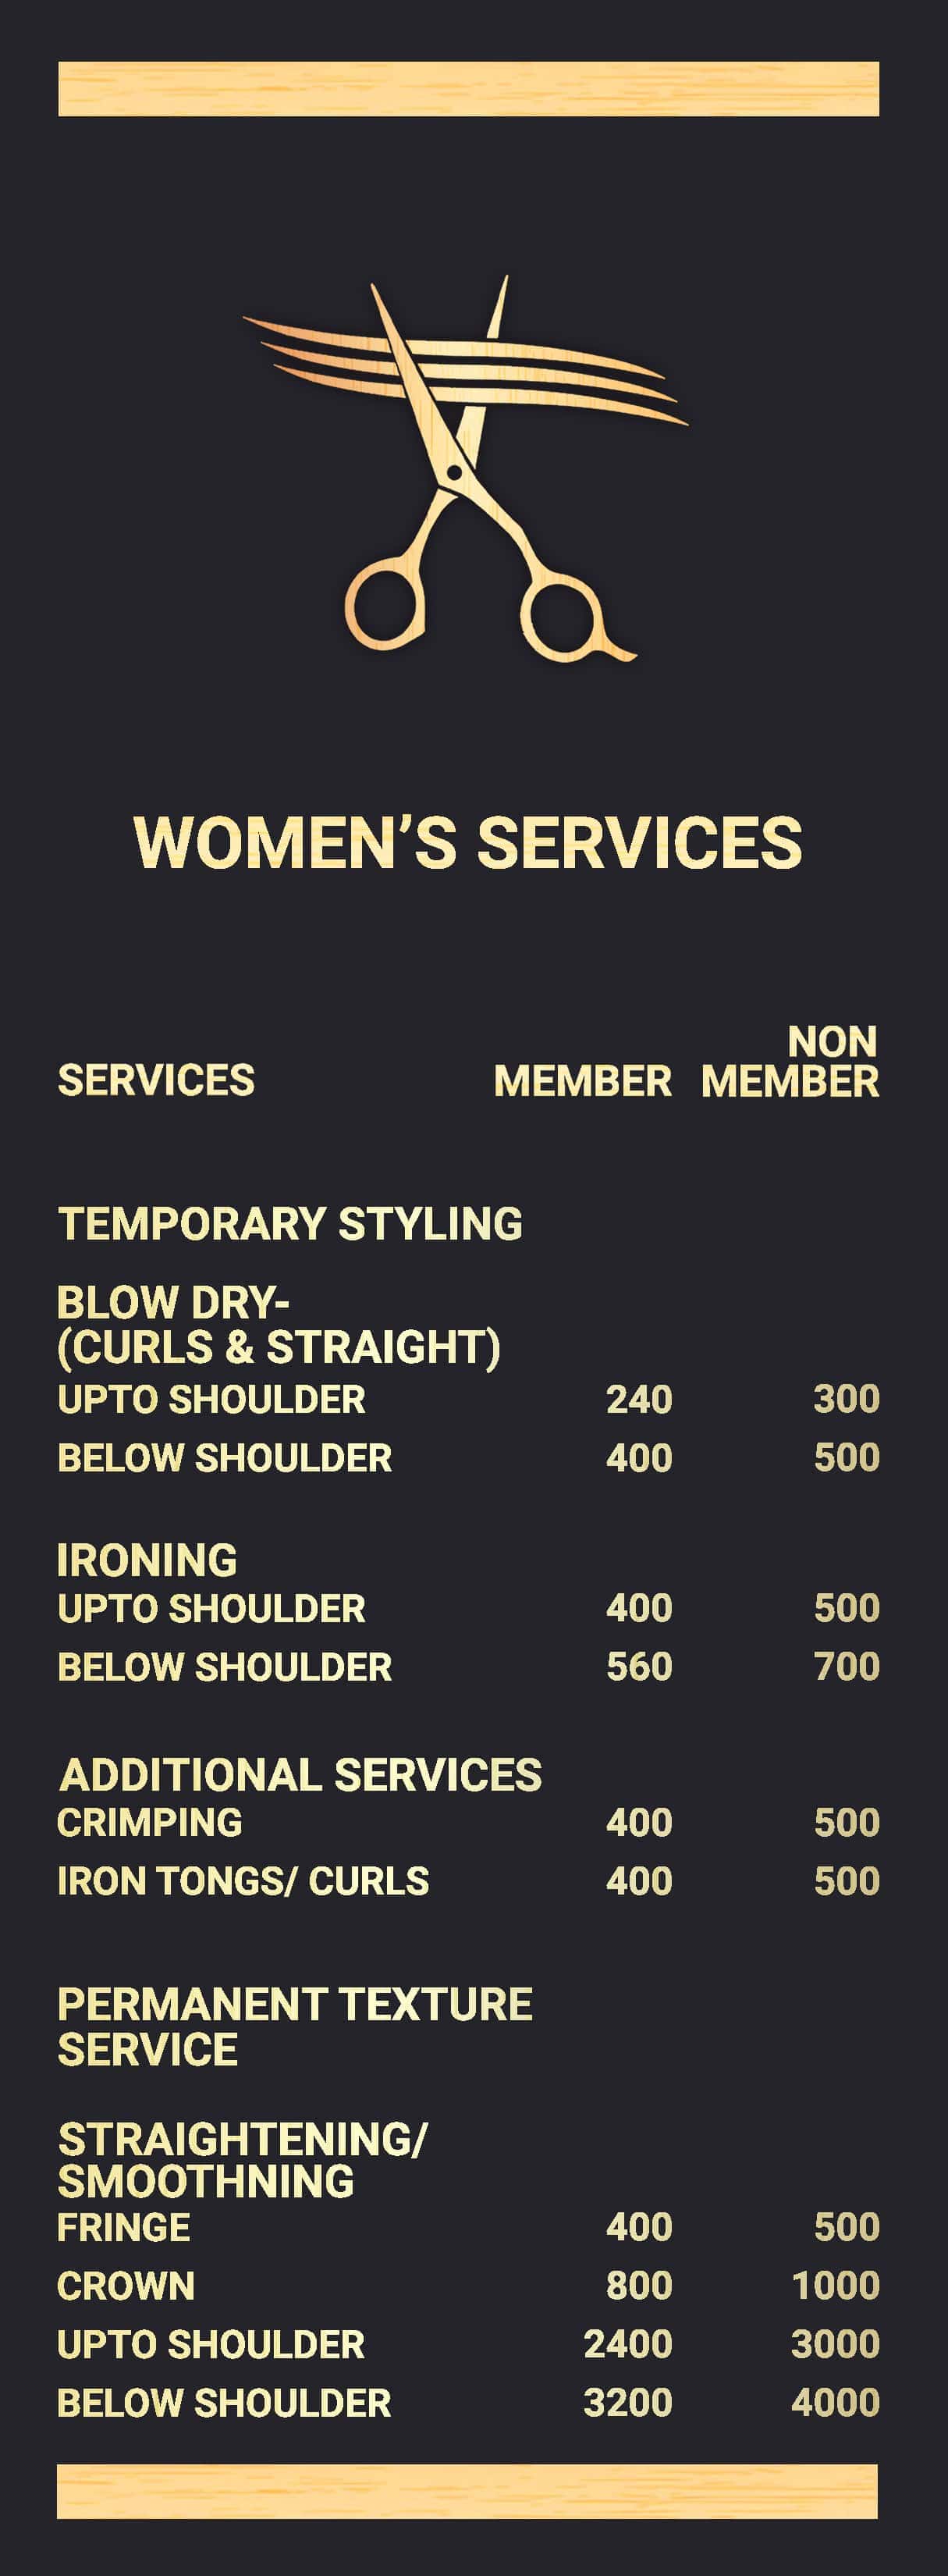 WOMEN'S SERVICES
SERVICES MEMBER NON MEMBER
TEMPORARY STYLING
BLOW DRY-
(CURLS & STRAIGHT)
UPTO SHOULDER 240 300
BELOW SHOULDER 400 500
IRONING
UPTO SHOULDER 400 500
BELOW SHOULDER 560 700
ADDITIONAL SERVICES
CRIMPING 400 500
IRON TONGS/ CURLS 400 500
PERMANENT TEXTURE
SERVICE
STRAIGHTENING/
SMOOTHNING
FRINGE 400 500
CROWN 800 1000
UPTO SHOULDER 2400 3000
BELOW SHOULDER 3200 4000